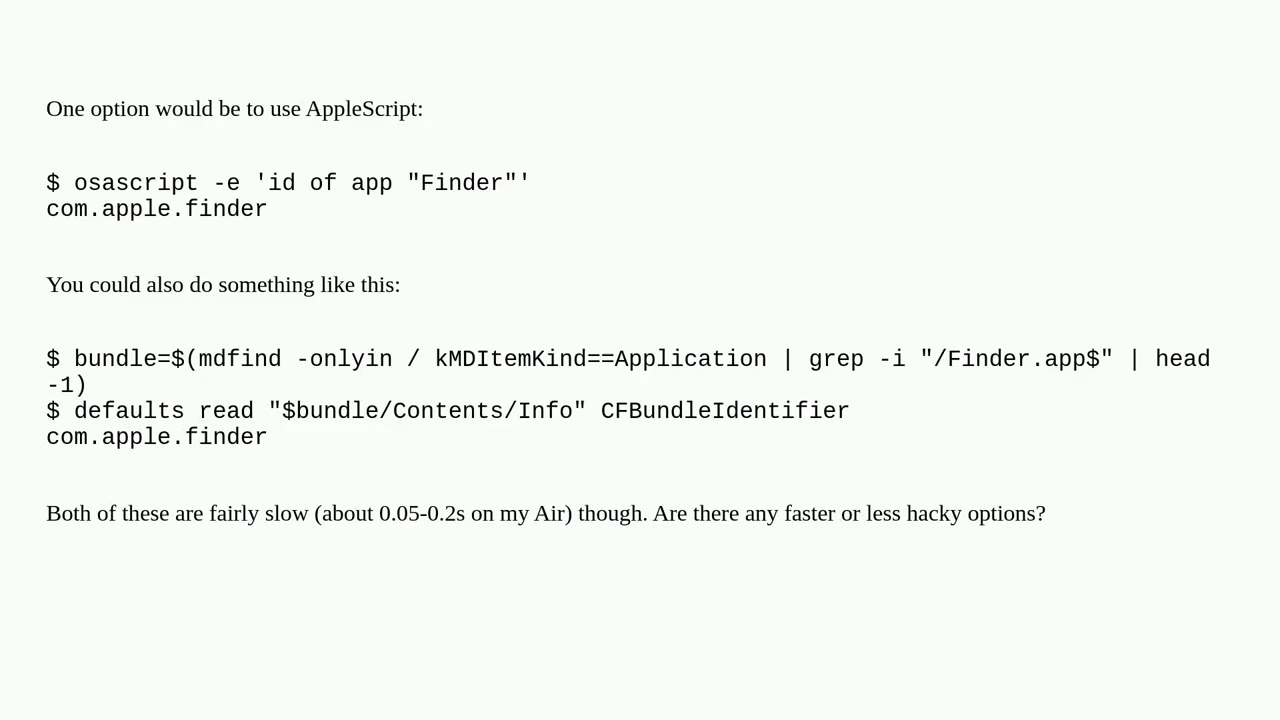 One option would be to use AppleScript:
$ osascript -e 'id of app "Finder"'
com.apple.finder
You could also do something like this:
$ bundle=$(mdfind -onlyin / kMDItemKind==Application | grep -i "/Finder.app$" | head
-1)
$ defaults read "$bundle/Contents/Info" CFBundleIdentifier
com.apple.finder
Both of these are fairly slow (about 0.05-0.2s on my Air) though. Are there any faster or less hacky options?